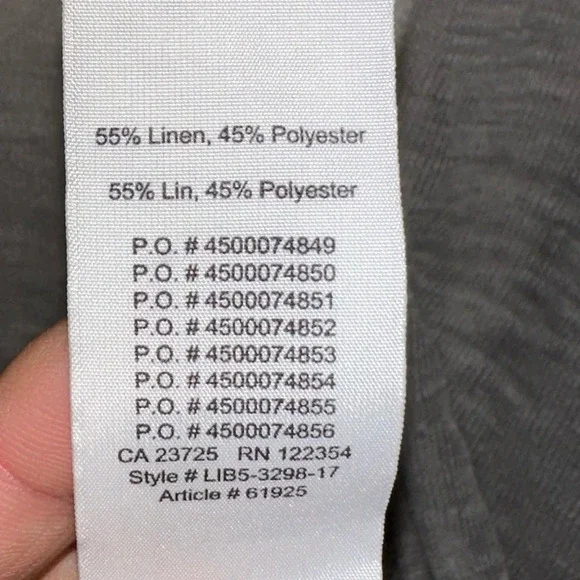 55% Linen, 45% Polyester
55% Lin, 45% Polyester
P.O. # 4500074849
P.O. # 4500074850
P.O. # 4500074851
P.O. # 4500074852
P.O. # 4500074853
P.O. # 4500074854
P.O. # 4500074855
P.O. # 4500074856
CA 23725 RN 122354
Style # LIB5-3298-17
Article # 61925